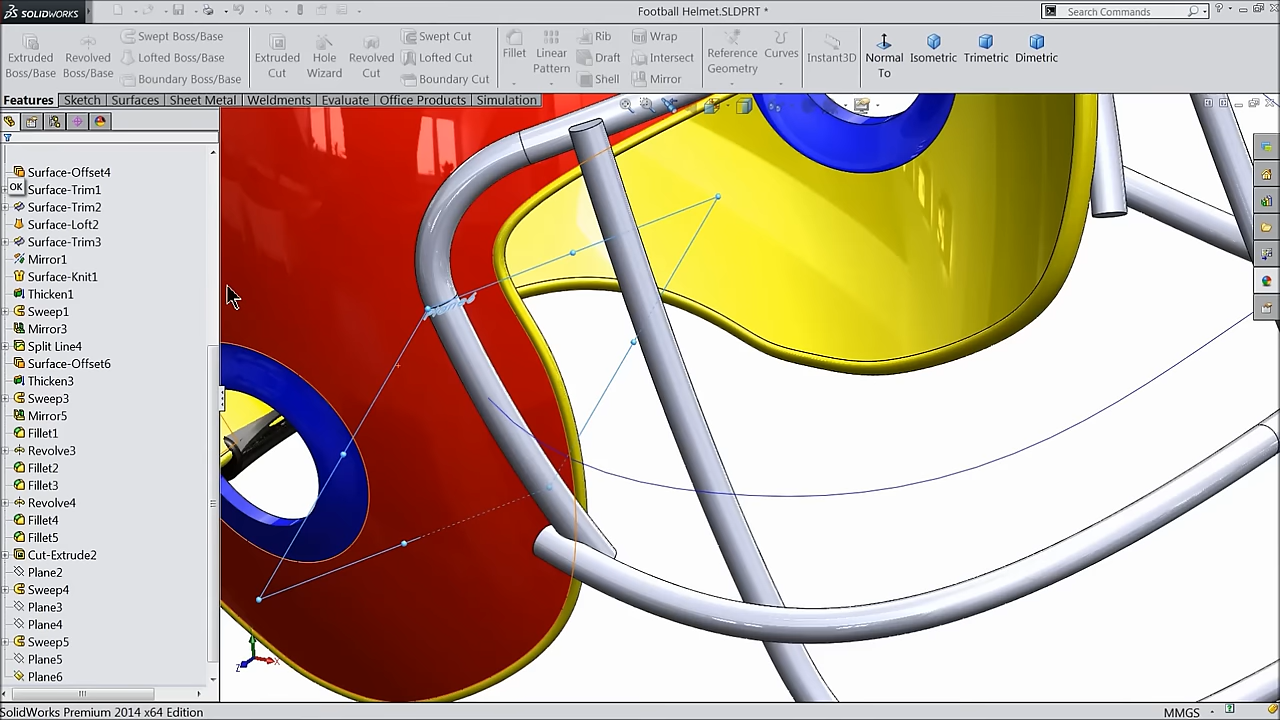 SOLIDWORKS
Football Helmet.SLDPRT *
Search Commands
Extruded Boss/Base
Revolved Boss/Base
Swept Boss/Base
Lofted Boss/Base
Boundary Boss/Base
Extruded Cut
Hole Wizard
Revolved Cut
Swept Cut
Lofted Cut
Boundary Cut
Fillet
Linear Pattern
Rib
Draft
Shell
Wrap
Intersect
Mirror
Reference Geometry
Curves
Instant3D
Normal To
Isometric
Trimetric
Dimetric
Features
Sketch
Surfaces
Sheet Metal
Weldments
Evaluate
Office Products
Simulation
Surface-Offset4
OK
Surface-Trim1
Surface-Trim2
Surface-Loft2
Surface-Trim3
Mirror1
Surface-Knit1
Thicken1
Sweep1
Mirror3
Split Line4
Surface-Offset6
Thicken3
Sweep3
Mirror5
Fillet1
Revolve3
Fillet2
Fillet3
Revolve4
Fillet4
Fillet5
Cut-Extrude2
Plane2
Sweep4
Plane3
Plane4
Sweep5
Plane5
Plane6
Z
X
SolidWorks Premium 2014 x64 Edition
MMGS